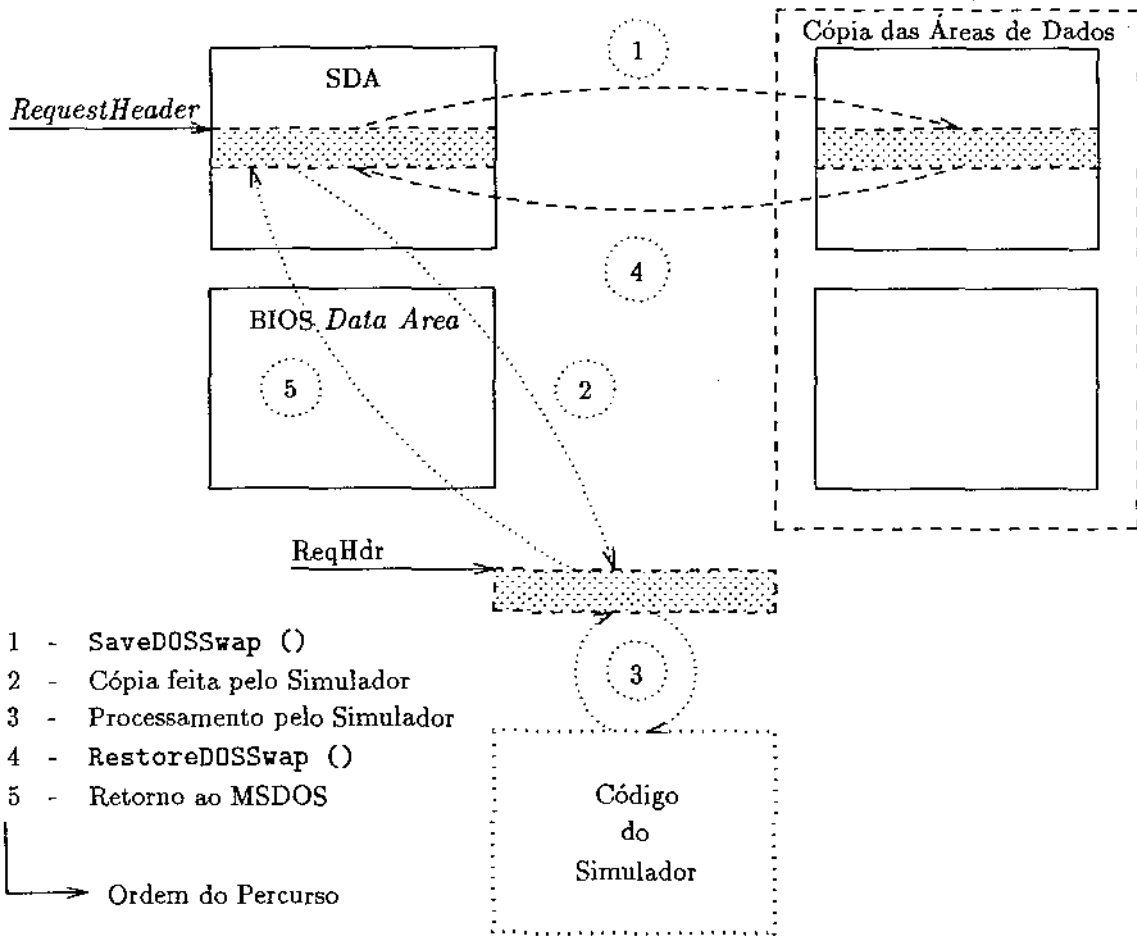 Cópia das Áreas de Dados
1
SDA
RequestHeader
4
BIOS Data Area
5
2
ReqHdr
3
1 - SaveDOSSwap ()
2 - Cópia feita pelo Simulador
3 - Processamento pelo Simulador
4 - RestoreDOSSwap ()
5 - Retorno ao MSDOS
Ordem do Percurso
Código
do
Simulador